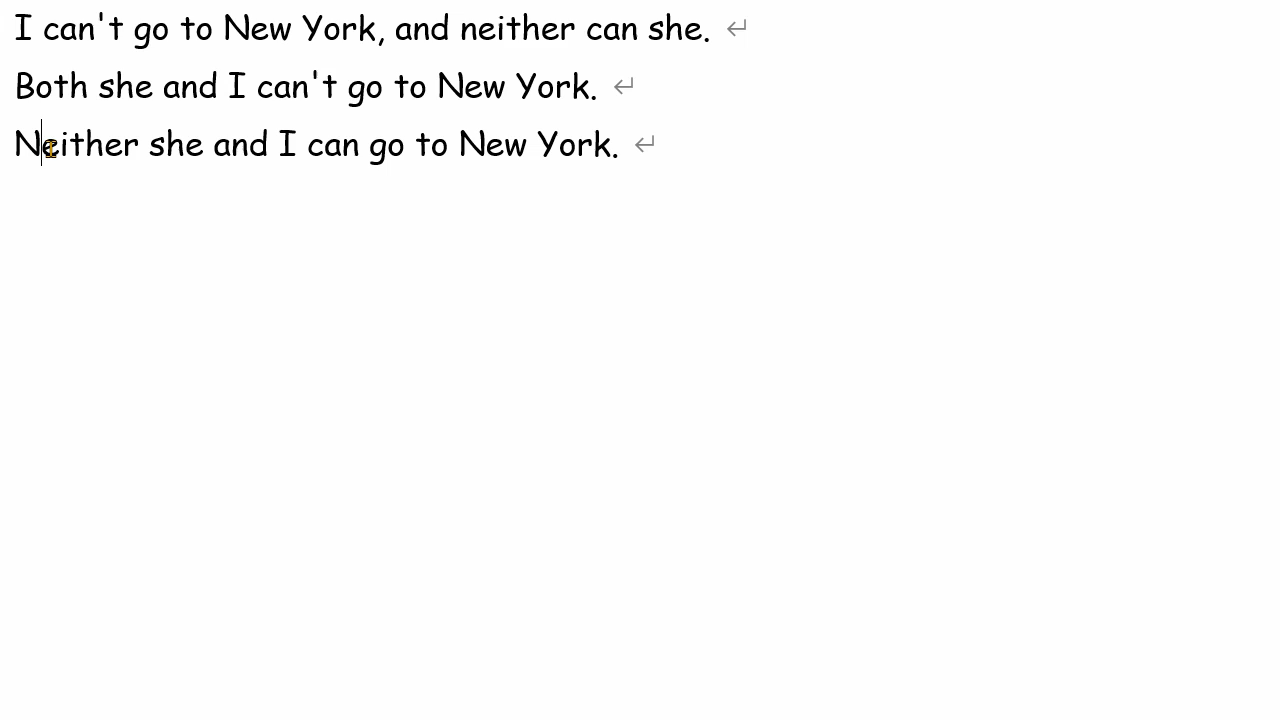 I can't go to New York, and neither can she.
Both she and I can't go to New York.
Neither she and I can go to New York.